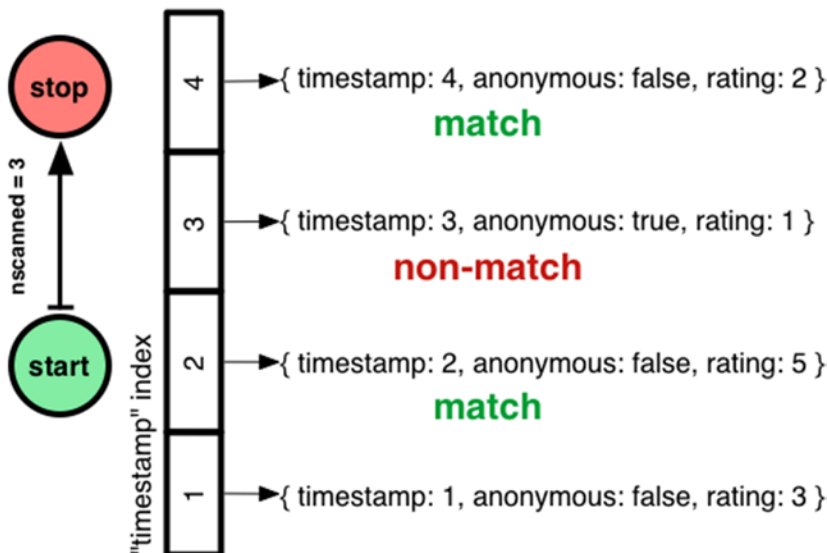 stop
nscanned = 3
start
"timestamp" index
4
{ timestamp: 4, anonymous: false, rating: 2 }
match
3
{ timestamp: 3, anonymous: true, rating: 1 }
non-match
2
{ timestamp: 2, anonymous: false, rating: 5 }
match
1
{ timestamp: 1, anonymous: false, rating: 3 }